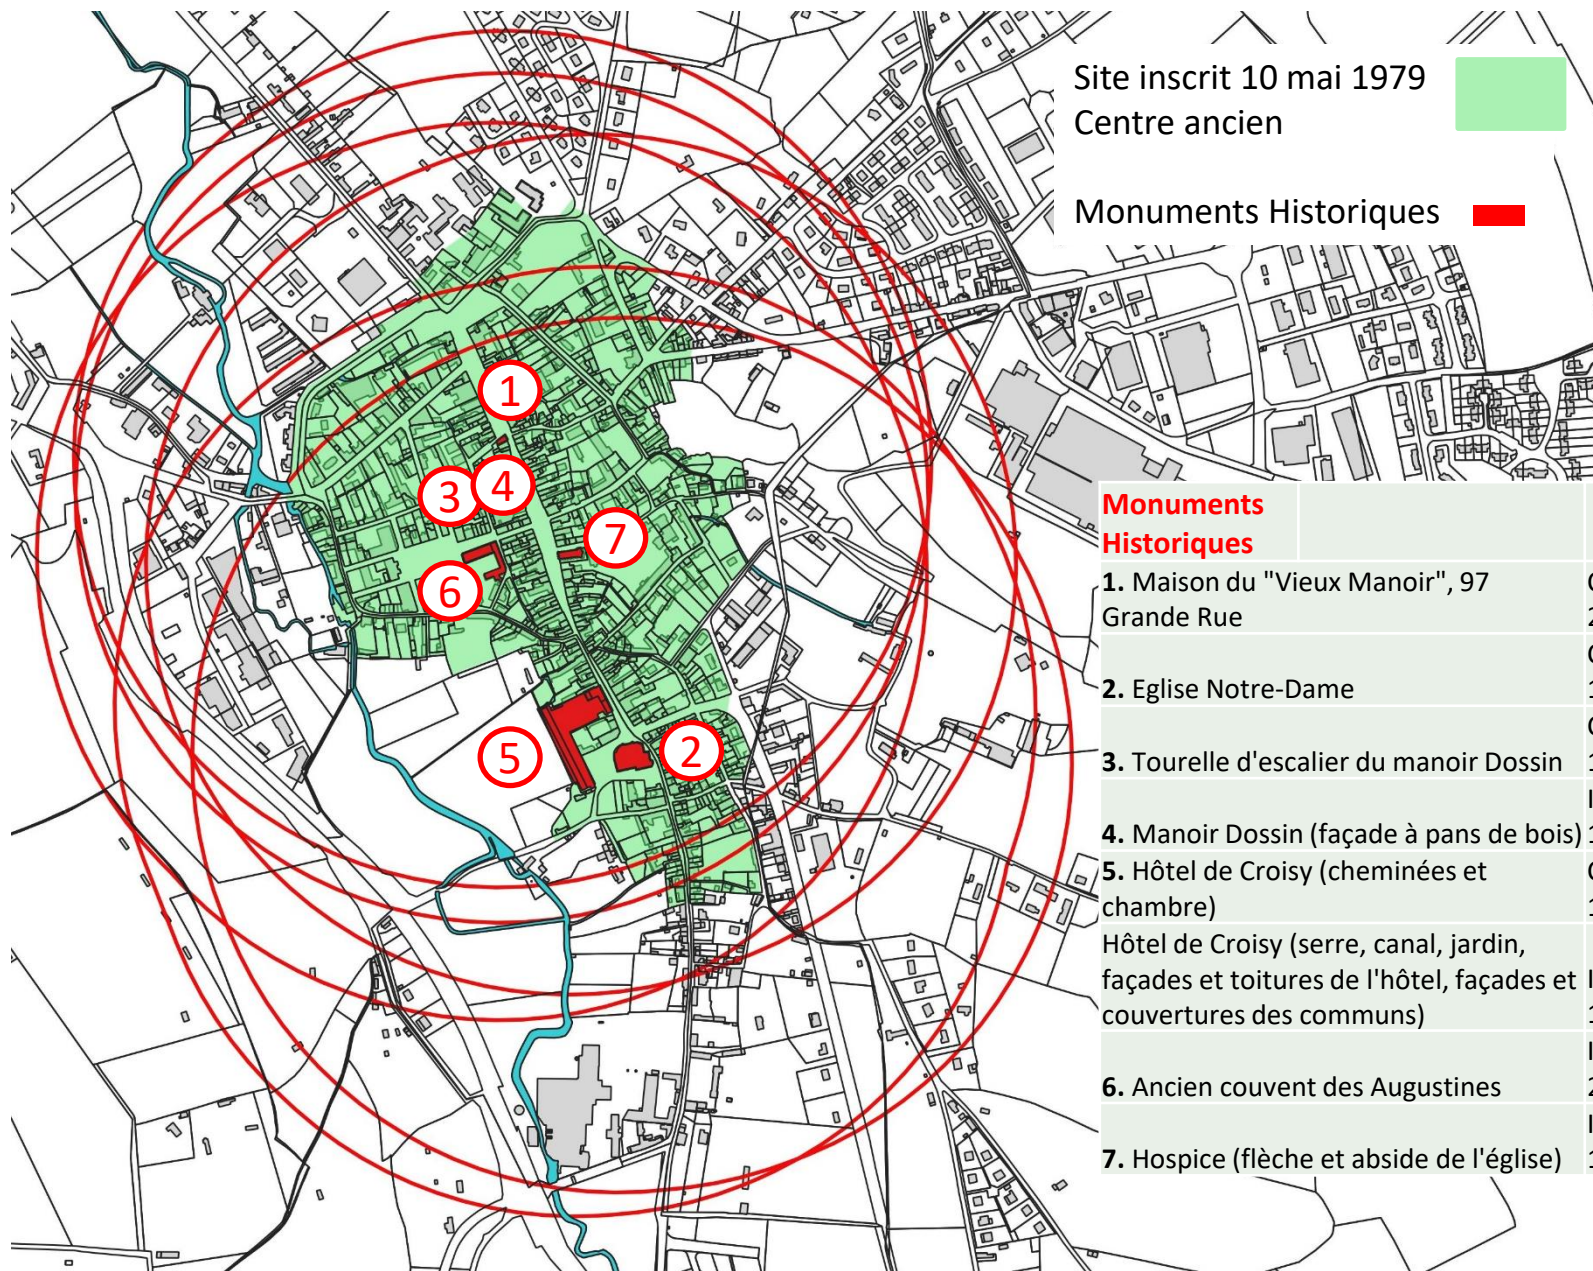 Site inscrit 10 mai 1979
Centre ancien
Monuments Historiques
1
3
4
7
6
5
2
Monuments
Historiques
1. Maison du "Vieux Manoir", 97
Grande Rue
2. Eglise Notre-Dame
3. Tourelle d'escalier du manoir Dossin
4. Manoir Dossin (façade à pans de bois)
5. Hôtel de Croisy (cheminées et
chambre)
Hôtel de Croisy (serre, canal, jardin,
façades et toitures de l'hôtel, façades et
couvertures des communs)
6. Ancien couvent des Augustines
7. Hospice (flèche et abside de l'église)